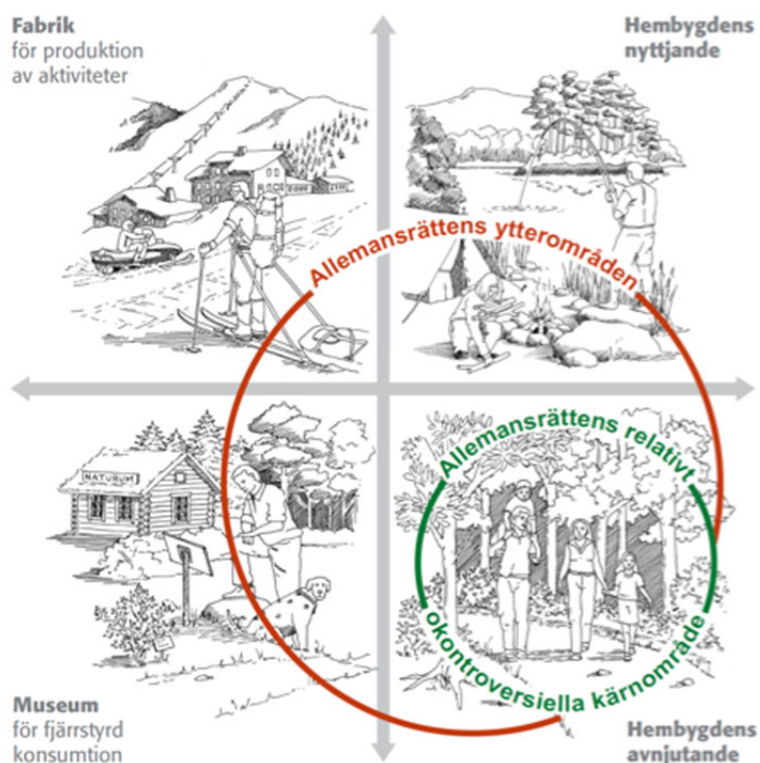 Fabrik
för produktion
av aktiviteter
Hembygdens
nyttjande
Allemansrättens ytterområden
Allemansrättens relativt
okontroversiella kärnområde
NATURUM
Museum
för fjärrstyrd
konsumtion
Hembygdens
avnjutande